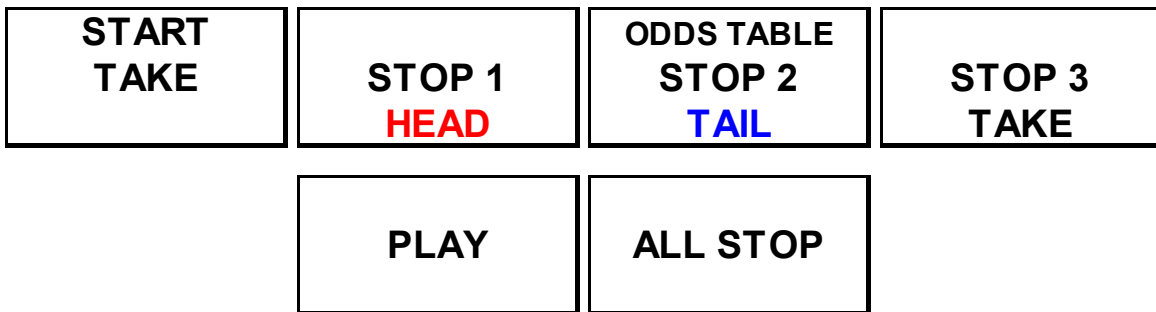 START
TAKE
STOP 1
HEAD
ODDS TABLE
STOP 2
TAIL
STOP 3
TAKE
PLAY
ALL STOP